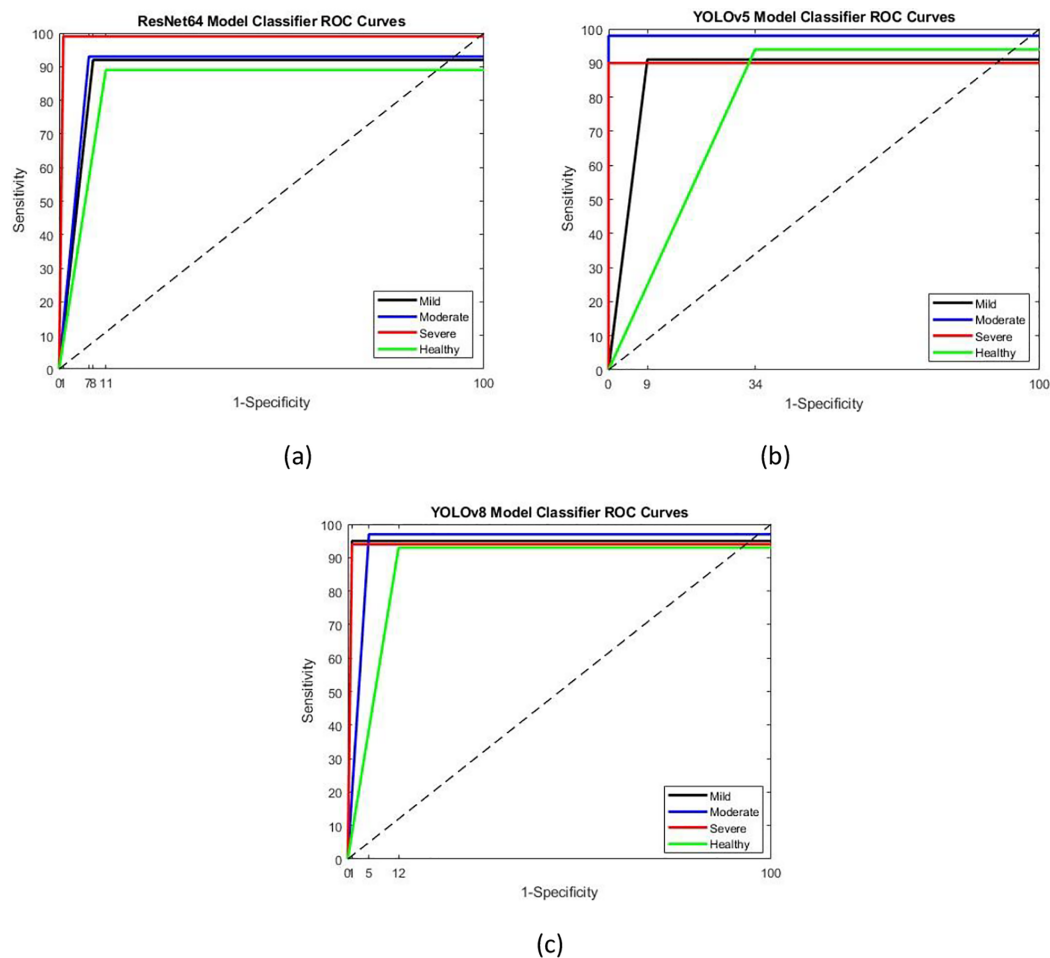 ResNet64 Model Classifier ROC Curves
100
90
80
70
60
50
40
30
20
10
0
Sensitivity
Mild
Moderate
Severe
Healthy
0 1 7 8 11 100
1-Specificity
(a)
YOLOv5 Model Classifier ROC Curves
100
90
80
70
60
50
40
30
20
10
0
Sensitivity
Mild
Moderate
Severe
Healthy
0 9 34 100
1-Specificity
(b)
YOLOv8 Model Classifier ROC Curves
100
90
80
70
60
50
40
30
20
10
0
Sensitivity
Mild
Moderate
Severe
Healthy
0 1 5 12 100
1-Specificity
(c)